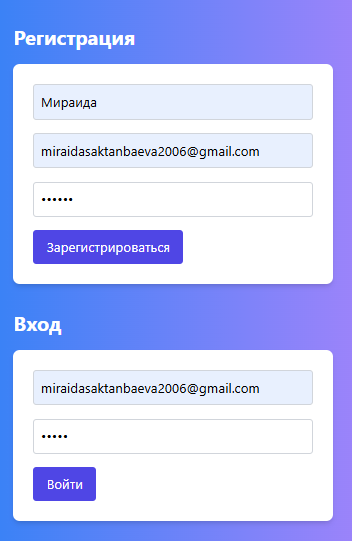 Регистрация
Мираида
miraidasaktanbaeva2006@gmail.com
••••••
Зарегистрироваться
Вход
miraidasaktanbaeva2006@gmail.com
•••••
Войти